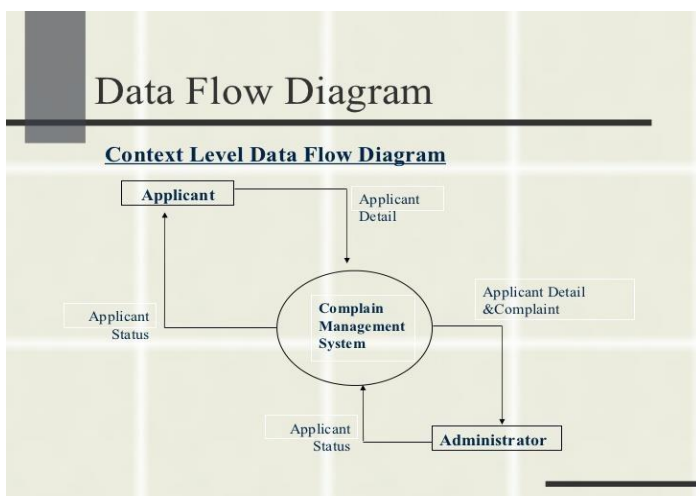 Data Flow Diagram
Context Level Data Flow Diagram
Applicant
Applicant
Detail
Applicant Detail
&Complaint
Complain
Management
System
Applicant
Status
Applicant
Status
Administrator